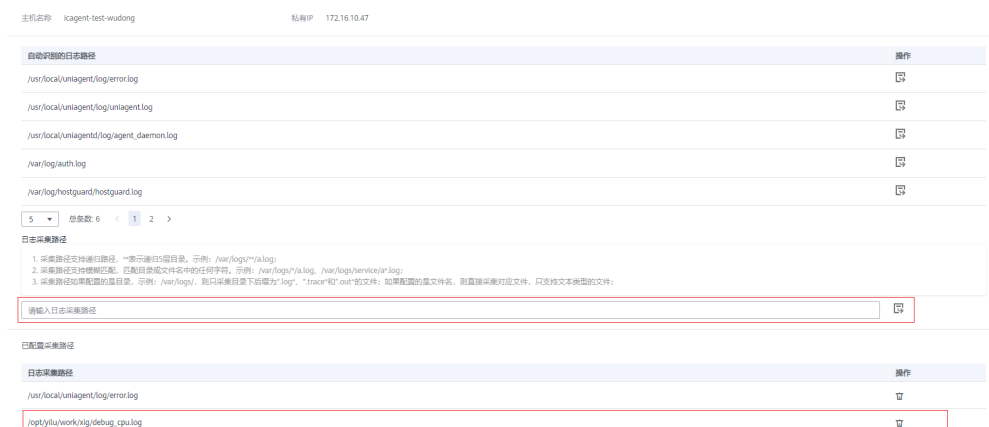 主机名称 icagent-test-wudong 私有IP 172.16.10.47
自动识别的日志路径 操作
/usr/local/uniagent/log/error.log
/usr/local/uniagent/log/uniagent.log
/usr/local/uniagentd/log/agent_daemon.log
/var/log/auth.log
/var/log/hostguard/hostguard.log
5 总条数: 6 < 1 2 >
日志采集路径
1. 采集路径支持递归路径，**表示递归5层目录。示例：/var/logs/**/a.log；
2. 采集路径支持模糊匹配，匹配目录或文件名中的任何字符。示例：/var/logs/*/a.log、/var/logs/service/a*.log；
3. 采集路径如果配置的是目录，示例：/var/logs/，则只采集目录下后缀为".log"、".trace"和".out"的文件；如果配置的是文件名，则直接采集对应文件，只支持文本类型的文件；
请输入日志采集路径
已配置采集路径
日志采集路径 操作
/usr/local/uniagent/log/error.log
/opt/yilu/work/xig/debug_cpu.log